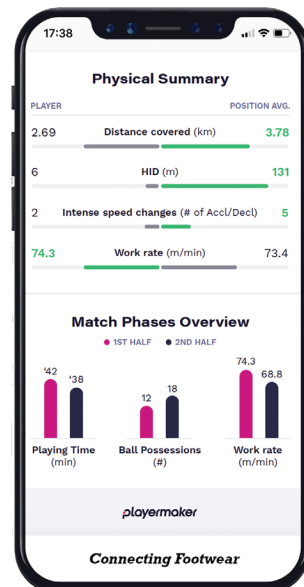 17:38
Physical Summary
PLAYER POSITION AVG.
2.69 Distance covered (km) 3.78
6 HID (m) 131
2 Intense speed changes (# of Accl/Decl) 5
74.3 Work rate (m/min) 73.4
Match Phases Overview
1ST HALF 2ND HALF
'42 '38 12 18 74.3 68.8
Playing Time Ball Possessions Work rate
(min) (#) (m/min)
playermaker
Connecting Footwear